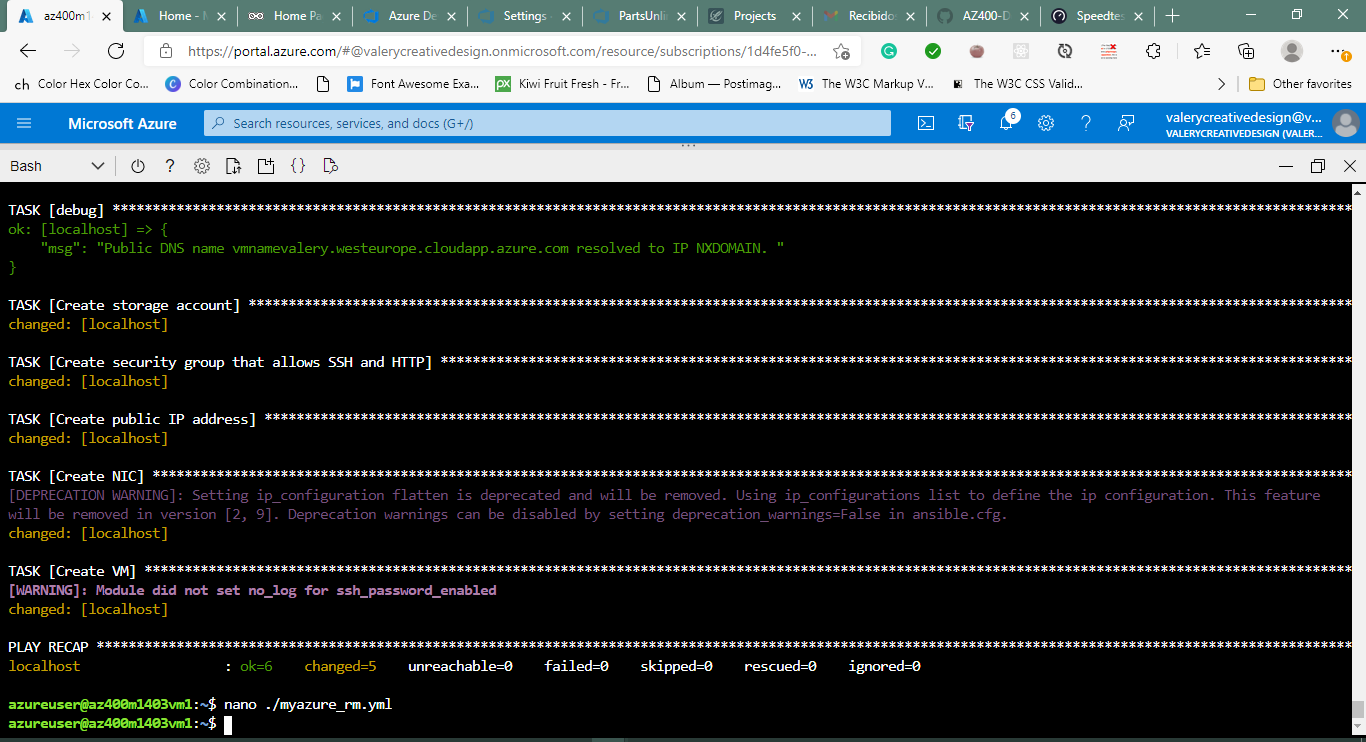 az400m1
Home - M
Home Pa
Azure De
Settings -
PartsUnli
Projects
Recibidos
AZ400-D
Speedtes
https://portal.azure.com/#@valerycreativedesign.onmicrosoft.com/resource/subscriptions/1d4fe5f0-...
ch Color Hex Color Co...
C Color Combination...
Font Awesome Exa...
px Kiwi Fruit Fresh - Fr...
Album — Postimag...
W3 The W3C Markup V...
The W3C CSS Valid...
Other favorites
Microsoft Azure
Search resources, services, and docs (G+/)
6
valerycreativedesign@v...
VALERYCREATIVEDESIGN (VALER...
Bash
TASK [debug] ***********************************************************************************************************************************************************
ok: [localhost] => {
    "msg": "Public DNS name vmnamevalery.westeurope.cloudapp.azure.com resolved to IP NXDOMAIN. "
}
TASK [Create storage account] ******************************************************************************************************************************************
changed: [localhost]
TASK [Create security group that allows SSH and HTTP] ******************************************************************************************************************
changed: [localhost]
TASK [Create public IP address] ****************************************************************************************************************************************
changed: [localhost]
TASK [Create NIC] ******************************************************************************************************************************************************
[DEPRECATION WARNING]: Setting ip_configuration flatten is deprecated and will be removed. Using ip_configurations list to define the ip configuration. This feature
will be removed in version [2, 9]. Deprecation warnings can be disabled by setting deprecation_warnings=False in ansible.cfg.
changed: [localhost]
TASK [Create VM] *******************************************************************************************************************************************************
[WARNING]: Module did not set no_log for ssh_password_enabled
changed: [localhost]
PLAY RECAP *************************************************************************************************************************************************************
localhost                  : ok=6    changed=5    unreachable=0    failed=0    skipped=0    rescued=0    ignored=0
azureuser@az400m1403vm1:~$ nano ./myazure_rm.yml
azureuser@az400m1403vm1:~$